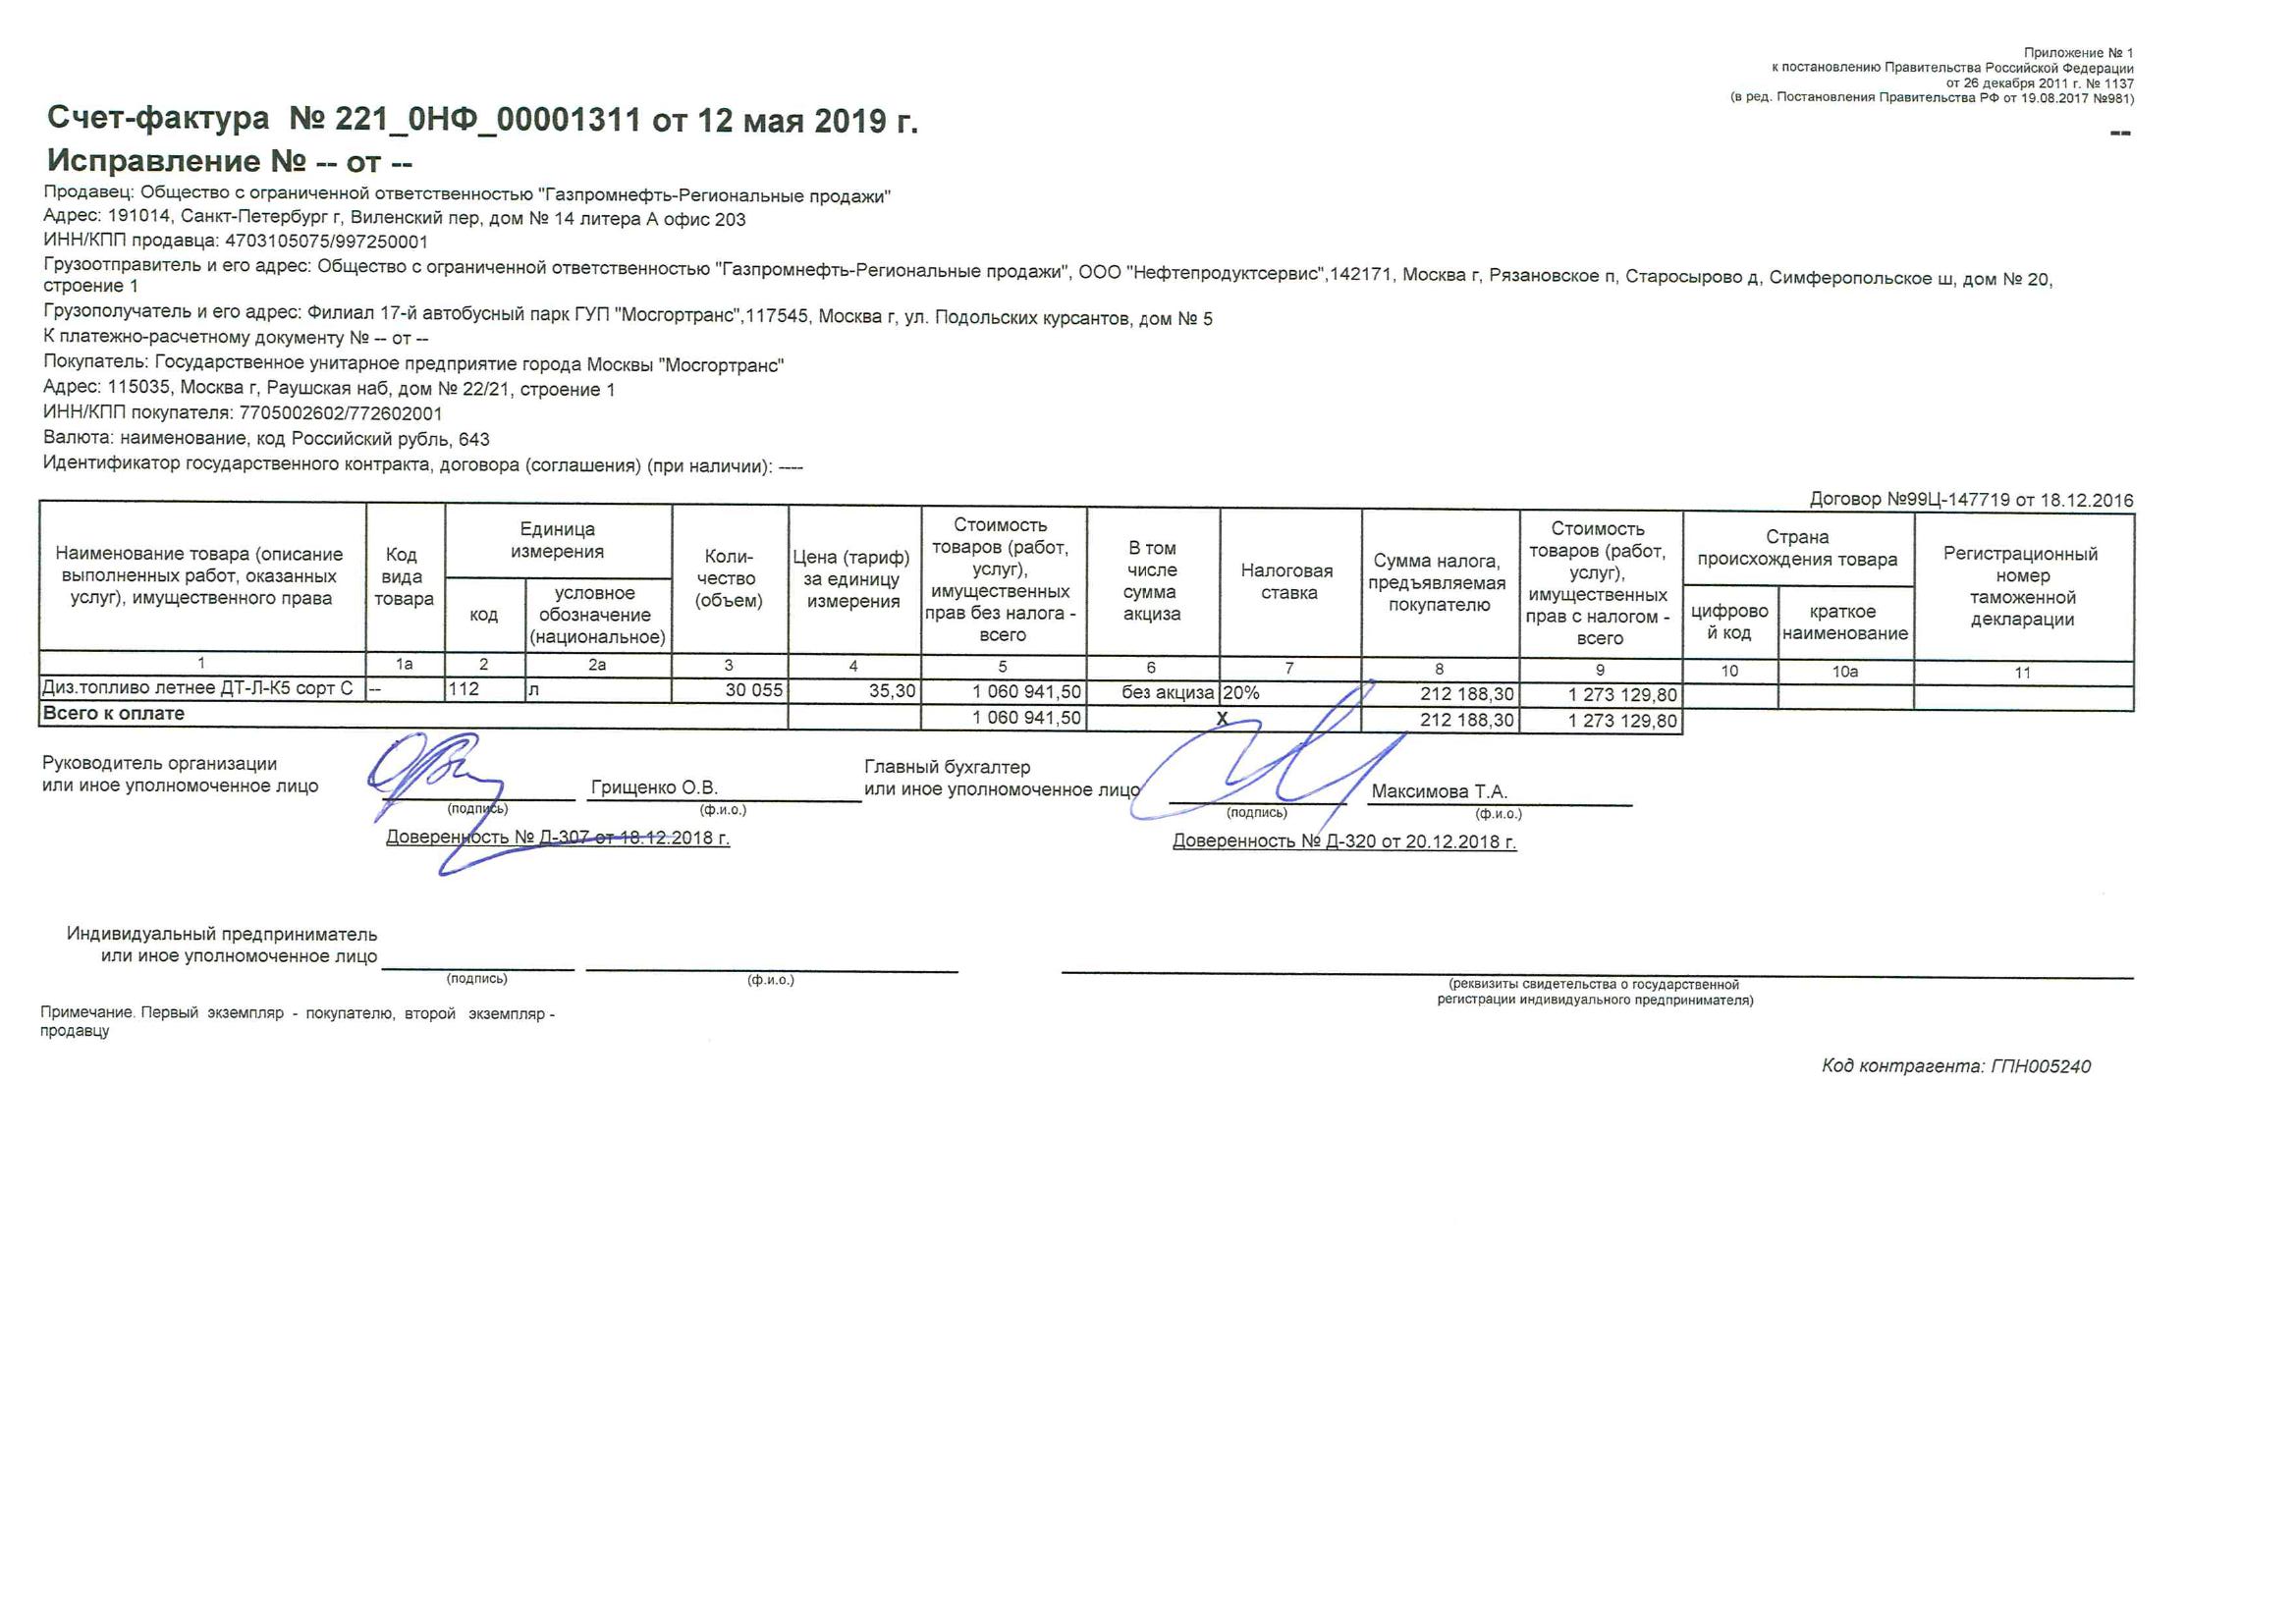 Приложение № 1
к постановлению Правительства Российской Федерации
от 26 декабря 2011 г. № 1137
(в ред. Постановления Правительства РФ от 19.08.2017 №981)
Счет-фактура № 221_0НФ_00001311 от 12 мая 2019 г.
--
Исправление № -- от --
Продавец: Общество с ограниченной ответственностью "Газпромнефть-Региональные продажи"
Адрес: 191014, Санкт-Петербург г, Виленский пер, дом № 14 литера А офис 203
ИНН/КПП продавца: 4703105075/997250001
Грузоотправитель и его адрес: Общество с ограниченной ответственностью "Газпромнефть-Региональные продажи", ООО "Нефтепродуктсервис",142171, Москва г, Рязановское п, Старосырово д, Симферопольское ш, дом № 20,
строение 1
Грузополучатель и его адрес: Филиал 17-й автобусный парк ГУП "Мосгортранс",117545, Москва г, ул. Подольских курсантов, дом № 5
К платежно-расчетному документу № -- от --
Покупатель: Государственное унитарное предприятие города Москвы "Мосгортранс"
Адрес: 115035, Москва г, Раушская наб, дом № 22/21, строение 1
ИНН/КПП покупателя: 7705002602/772602001
Валюта: наименование, код Российский рубль, 643
Идентификатор государственного контракта, договора (соглашения) (при наличии): ----
Договор №99Ц-147719 от 18.12.2016
Наименование товара (описание
выполненных работ, оказанных
услуг), имущественного права
Код
вида
товара
Единица
измерения
код
условное
обозначение
(национальное)
Коли-
чество
(объем)
Цена (тариф)
за единицу
измерения
Стоимость
товаров (работ,
услуг),
имущественных
прав без налога -
всего
В том
числе
сумма
акциза
Налоговая
ставка
Сумма налога,
предъявляемая
покупателю
Стоимость
товаров (работ,
услуг),
имущественных
прав с налогом -
всего
Страна
происхождения товара
цифрово
й код
краткое
наименование
Регистрационный
номер
таможенной
декларации
1 1а 2 2а 3 4 5 6 7 8 9 10 10а 11
Диз.топливо летнее ДТ-Л-К5 сорт С -- 112 л 30 055 35,30 1 060 941,50 без акциза 20% 212 188,30 1 273 129,80
Всего к оплате 1 060 941,50 X 212 188,30 1 273 129,80
Руководитель организации
или иное уполномоченное лицо
Грищенко О.В.
(подпись) (ф.и.о.)
Доверенность № Д-307 от 18.12.2018 г.
Главный бухгалтер
или иное уполномоченное лицо
Максимова Т.А.
(подпись) (ф.и.о.)
Доверенность № Д-320 от 20.12.2018 г.
Индивидуальный предприниматель
или иное уполномоченное лицо
(подпись) (ф.и.о.)
(реквизиты свидетельства о государственной
регистрации индивидуального предпринимателя)
Примечание. Первый экземпляр - покупателю, второй экземпляр -
продавцу
Код контрагента: ГПН005240